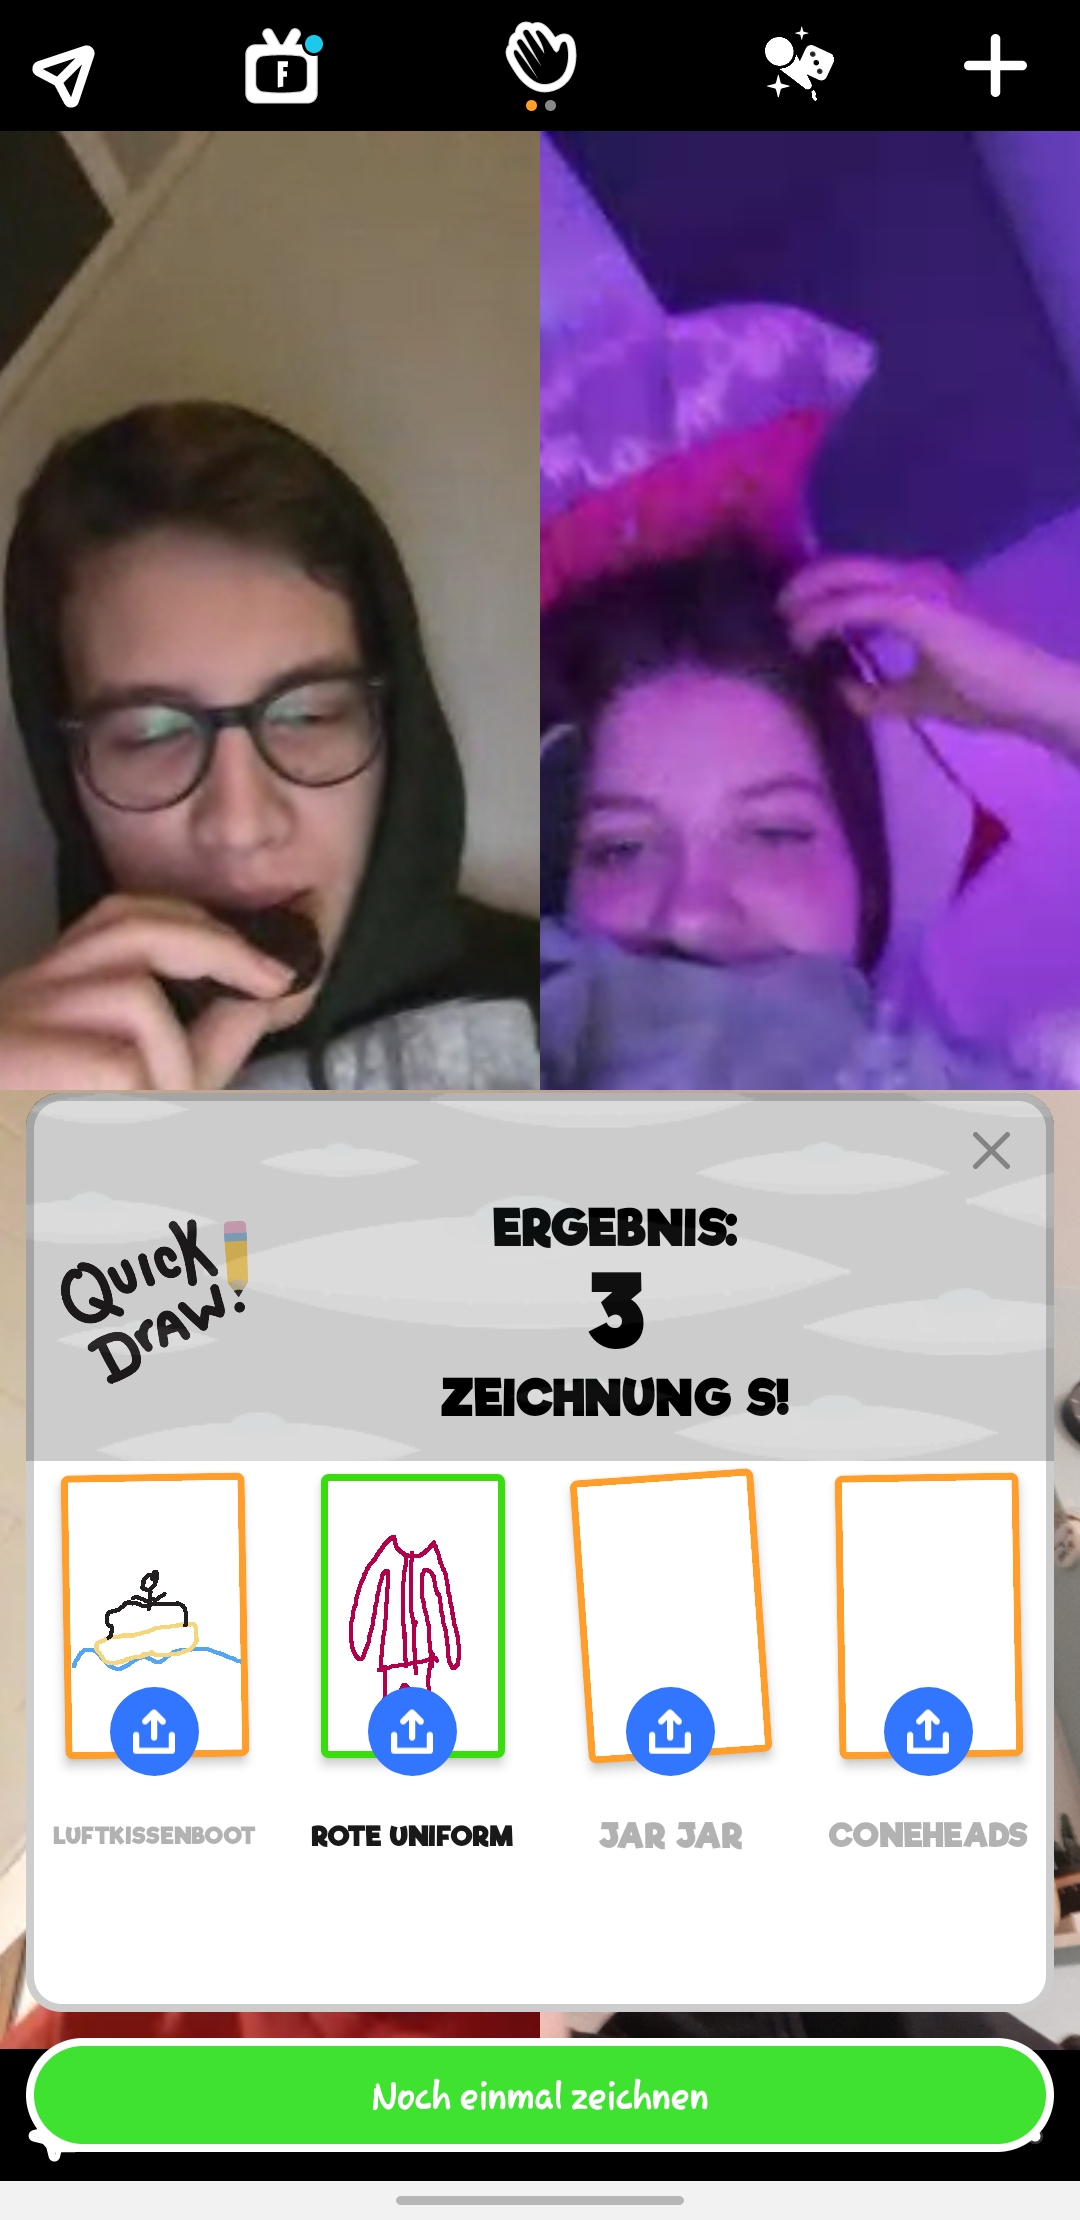 F
ERGEBNIS:
3
QUICK
DRAW!
ZEICHNUNG S!
LUFTKISSENBOOT
ROTE UNIFORM
JAR JAR
CONEHEADS
Noch einmal zeichnen